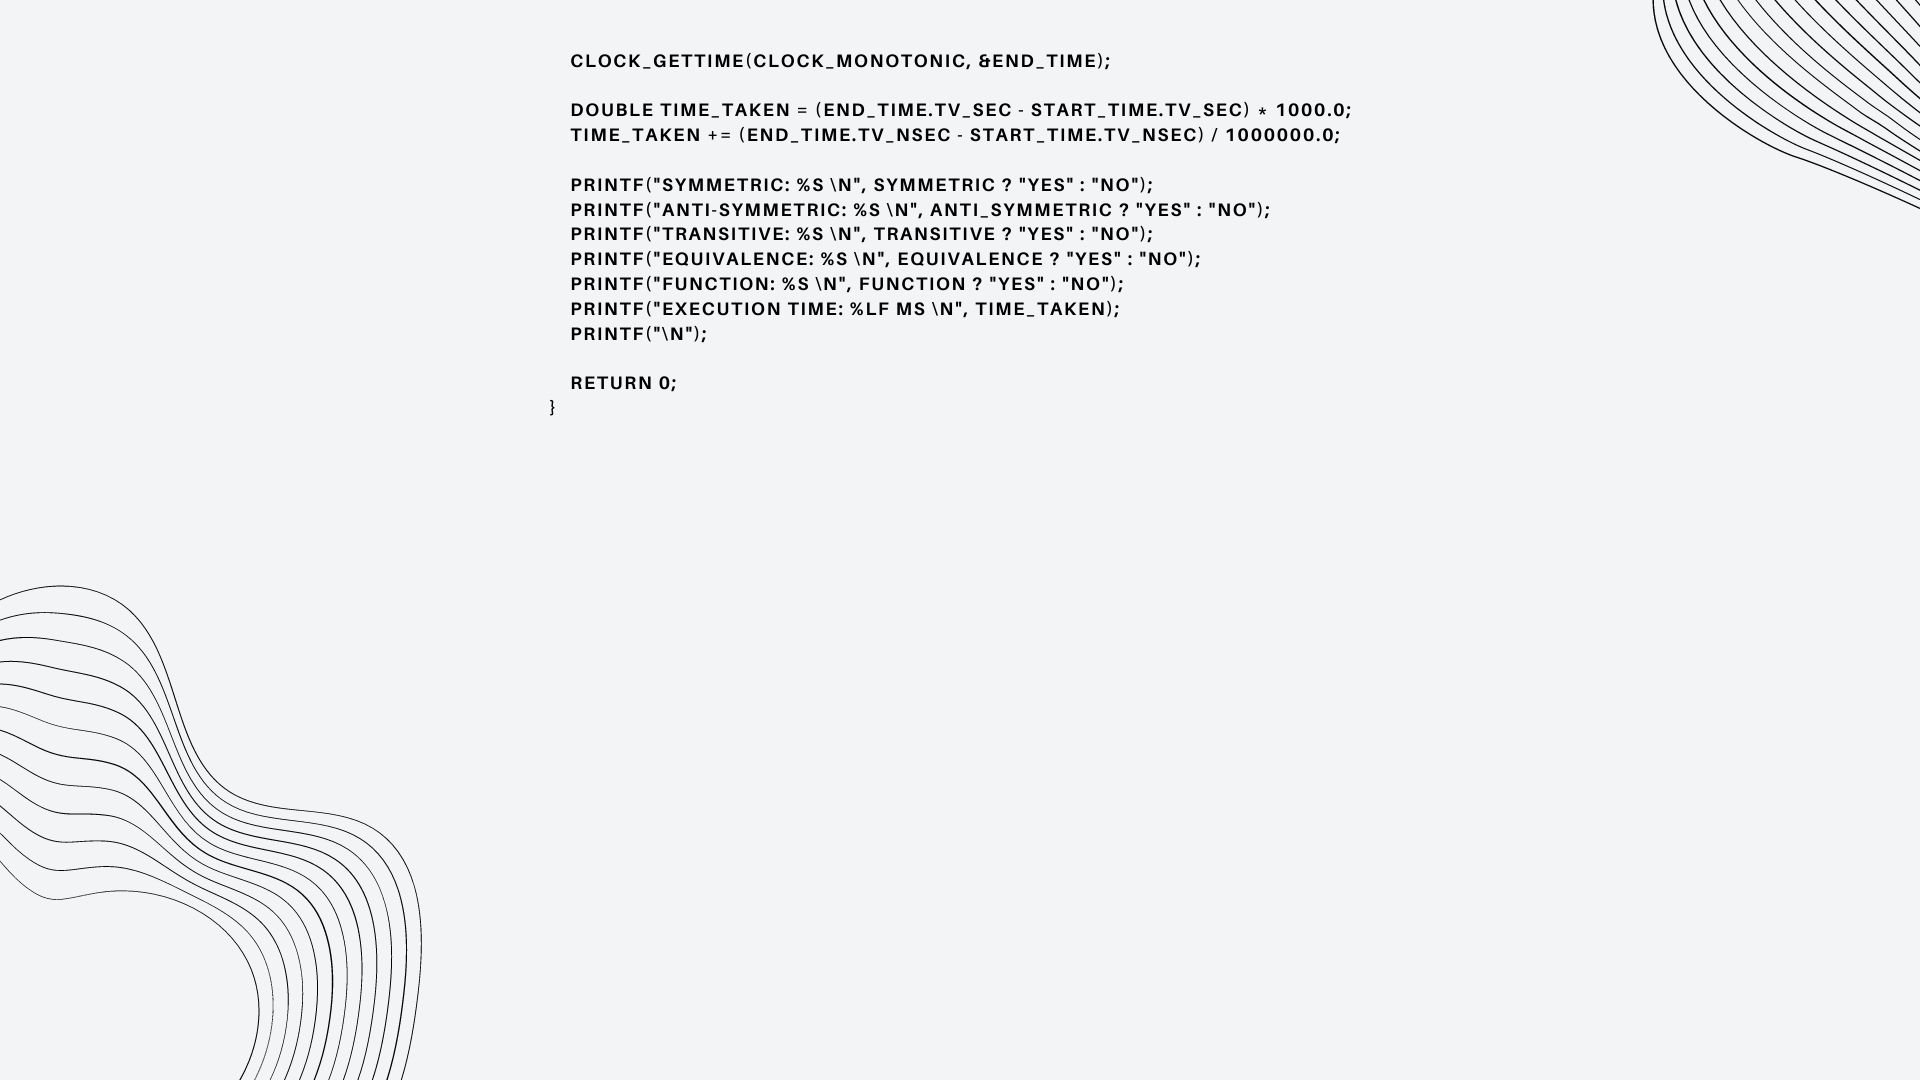 CLOCK_GETTIME(CLOCK_MONOTONIC, &END_TIME);
DOUBLE TIME_TAKEN = (END_TIME.TV_SEC - START_TIME.TV_SEC) * 1000.0;
TIME_TAKEN += (END_TIME.TV_NSEC - START_TIME.TV_NSEC) / 1000000.0;
PRINTF("SYMMETRIC: %S \N", SYMMETRIC ? "YES" : "NO");
PRINTF("ANTI-SYMMETRIC: %S \N", ANTI_SYMMETRIC ? "YES" : "NO");
PRINTF("TRANSITIVE: %S \N", TRANSITIVE ? "YES" : "NO");
PRINTF("EQUIVALENCE: %S \N", EQUIVALENCE ? "YES" : "NO");
PRINTF("FUNCTION: %S \N", FUNCTION ? "YES" : "NO");
PRINTF("EXECUTION TIME: %LF MS \N", TIME_TAKEN);
PRINTF("\N");
RETURN 0;
}